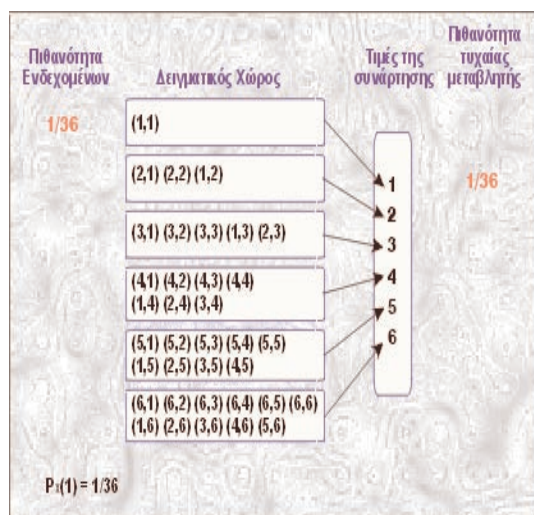 Πιθανότητα
Ενδεχομένων
Δειγματικός Χώρος
Τιμές της
συνάρτησης
Πιθανότητα
τυχαίας
μεταβλητής
1/36
(1,1)
(2,1) (2,2) (1,2)
(3,1) (3,2) (3,3) (1,3) (2,3)
(4,1) (4,2) (4,3) (4,4)
(1,4) (2,4) (3,4)
(5,1) (5,2) (5,3) (5,4) (5,5)
(1,5) (2,5) (3,5) (4,5)
(6,1) (6,2) (6,3) (6,4) (6,5) (6,6)
(1,6) (2,6) (3,6) (4,6) (5,6)
1
2
3
4
5
6
1/36
P₁(1) = 1/36